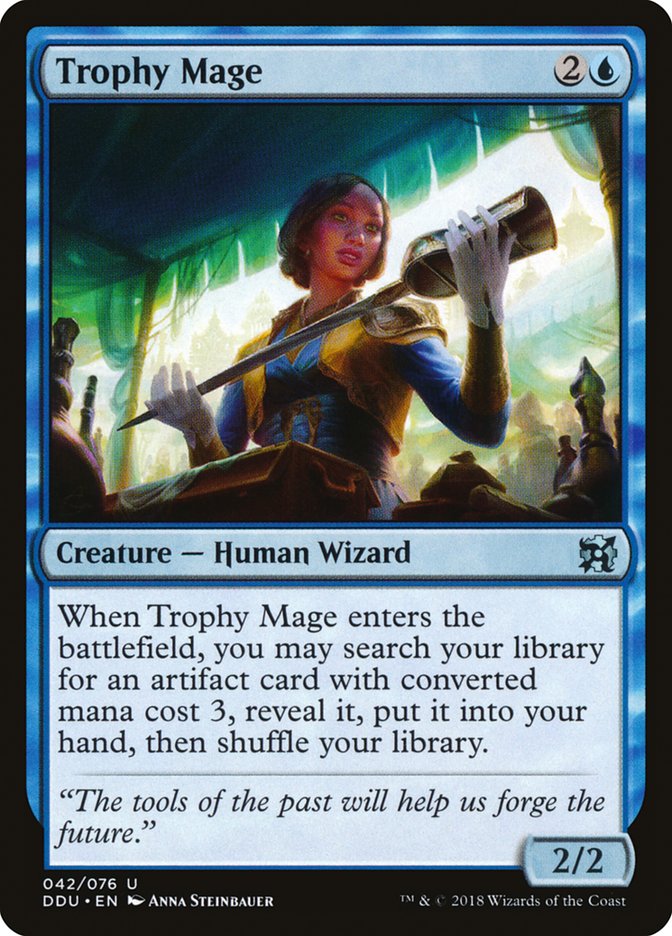 Trophy Mage 2
Creature — Human Wizard
When Trophy Mage enters the
battlefield, you may search your library
for an artifact card with converted
mana cost 3, reveal it, put it into your
hand, then shuffle your library.
“The tools of the past will help us forge the
future.”
2/2
042/076 U
DDU • EN Anna Steinbauer
™ & © 2018 Wizards of the Coast